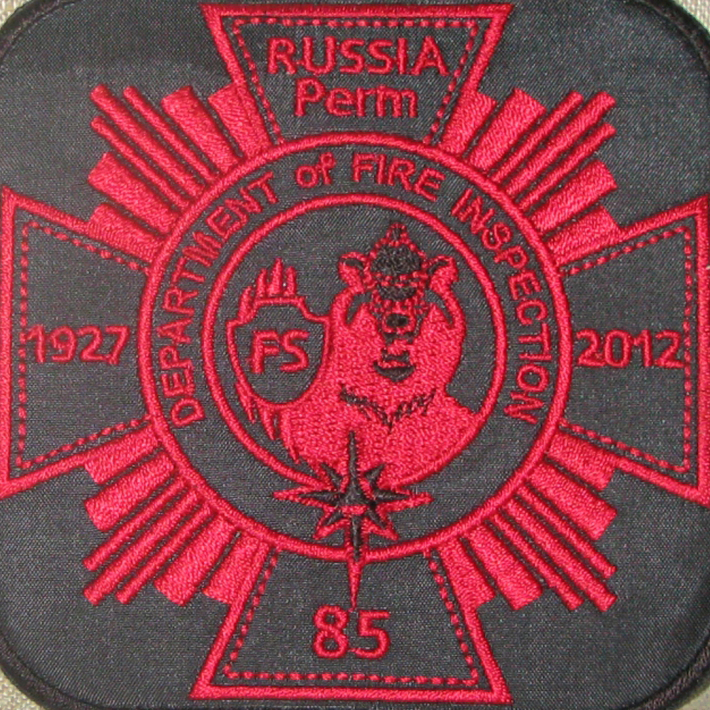 RUSSIA
Perm
DEPARTMENT of FIRE INSPECTION
FS
1927
2012
85